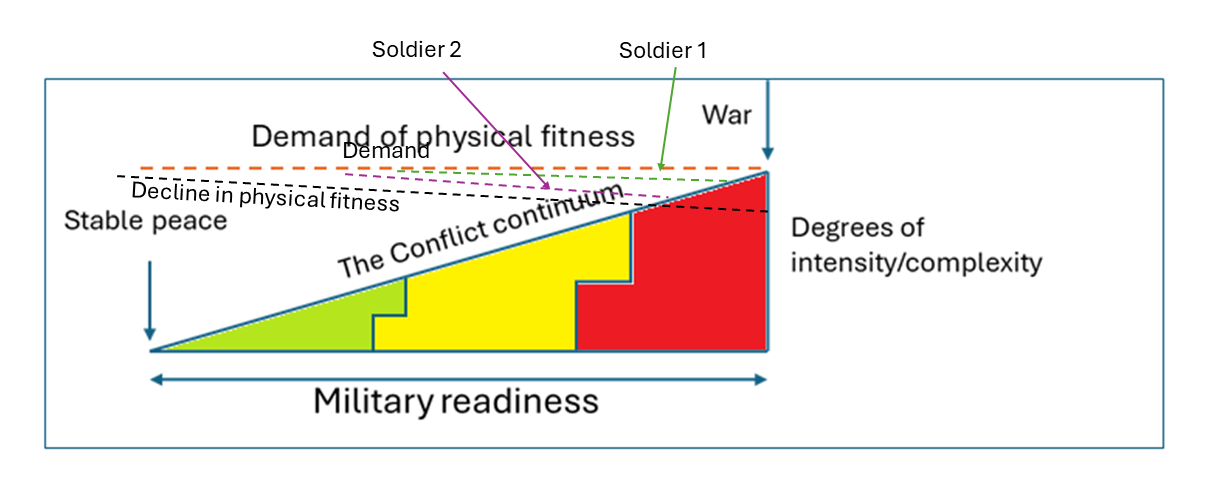 Soldier 2
Soldier 1
War
Demand of physical fitness
Demand
Decline in physical fitness
Stable peace
The Conflict continuum
Degrees of
intensity/complexity
Military readiness